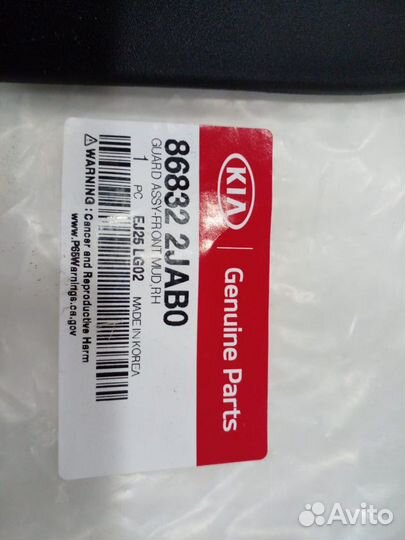 KIA
Genuine Parts
86832 2JAB0
GUARD ASSY-FRONT MUD,RH
1 PC EJ25 LG02 MADE IN KOREA
WARNING : Cancer and Reproductive Harm
www.P65Warnings.ca.gov
Avito